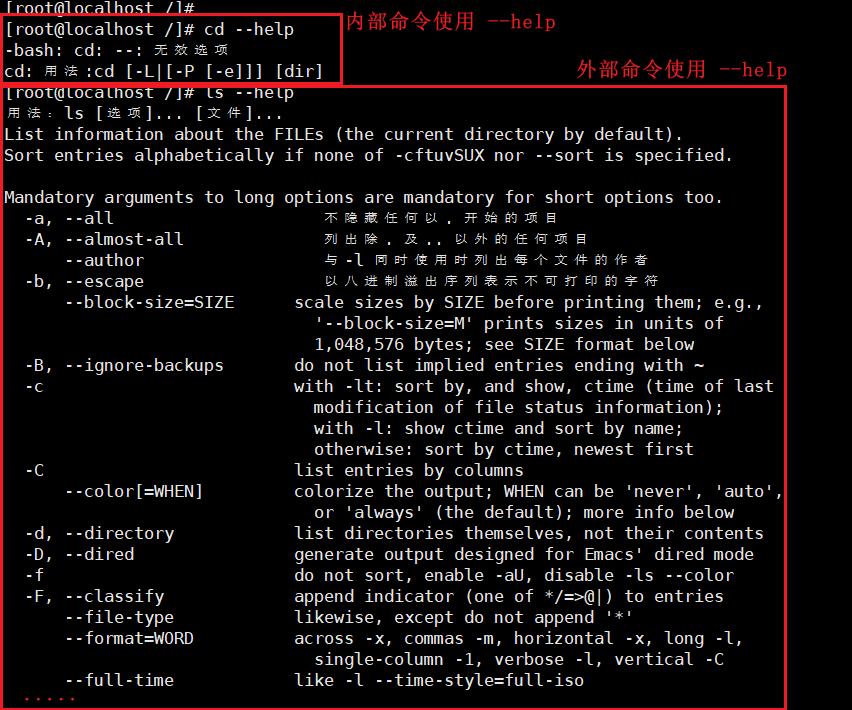 [root@localhost /]#
[root@localhost /]# cd --help
内部命令使用 --help
-bash: cd: --: 无效选项
cd: 用法:cd [-L|[-P [-e]]] [dir]
外部命令使用 --help
[root@localhost /]# ls --help
用法：ls [选项]... [文件]...
List information about the FILEs (the current directory by default).
Sort entries alphabetically if none of -cftuvSUX nor --sort is specified.
Mandatory arguments to long options are mandatory for short options too.
-a, --all 不隐藏任何以. 开始的项目
-A, --almost-all 列出除. 及.. 以外的任何项目
--author 与-l 同时使用时列出每个文件的作者
-b, --escape 以八进制溢出序列表示不可打印的字符
--block-size=SIZE scale sizes by SIZE before printing them; e.g.,
'--block-size=M' prints sizes in units of
1,048,576 bytes; see SIZE format below
-B, --ignore-backups do not list implied entries ending with ~
-c with -lt: sort by, and show, ctime (time of last
modification of file status information);
with -l: show ctime and sort by name;
otherwise: sort by ctime, newest first
-C list entries by columns
--color[=WHEN] colorize the output; WHEN can be 'never', 'auto',
or 'always' (the default); more info below
-d, --directory list directories themselves, not their contents
-D, --dired generate output designed for Emacs' dired mode
-f do not sort, enable -aU, disable -ls --color
-F, --classify append indicator (one of */=>@|) to entries
--file-type likewise, except do not append '*'
--format=WORD across -x, commas -m, horizontal -x, long -l,
single-column -1, verbose -l, vertical -C
--full-time like -l --time-style=full-iso
.....